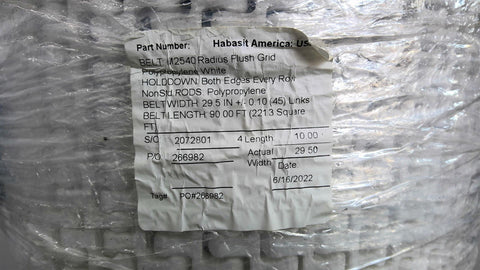 Part Number: Habasit America: USA
BELT: M2540 Radius Flush Grid
Polypropylene White
HOLDDOWN: Both Edges Every Row
NonStd.RODS: Polypropylene
BELTWIDTH: 29.5 IN +/- 0.10 (45) Links
BELT LENGTH: 90.00 FT (221.3 Square
FT)
S/O 2072801 4 Length 10.00
P.O 266982 Actual 29.50
Width Date
6/16/2022
Tag# PO#266982